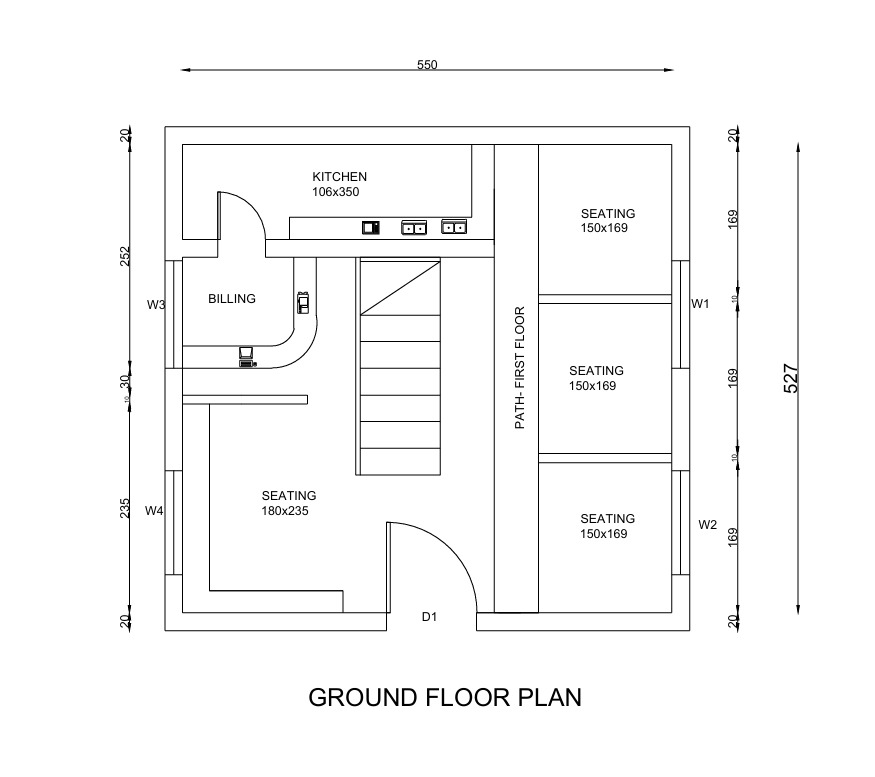 550
20
20
KITCHEN
106x350
SEATING
150x169
169
252
BILLING
W3
W1
10
PATH- FIRST FLOOR
SEATING
150x169
169
527
30
10
10
SEATING
180x235
W4
235
SEATING
150x169
W2
169
D1
20
20
GROUND FLOOR PLAN